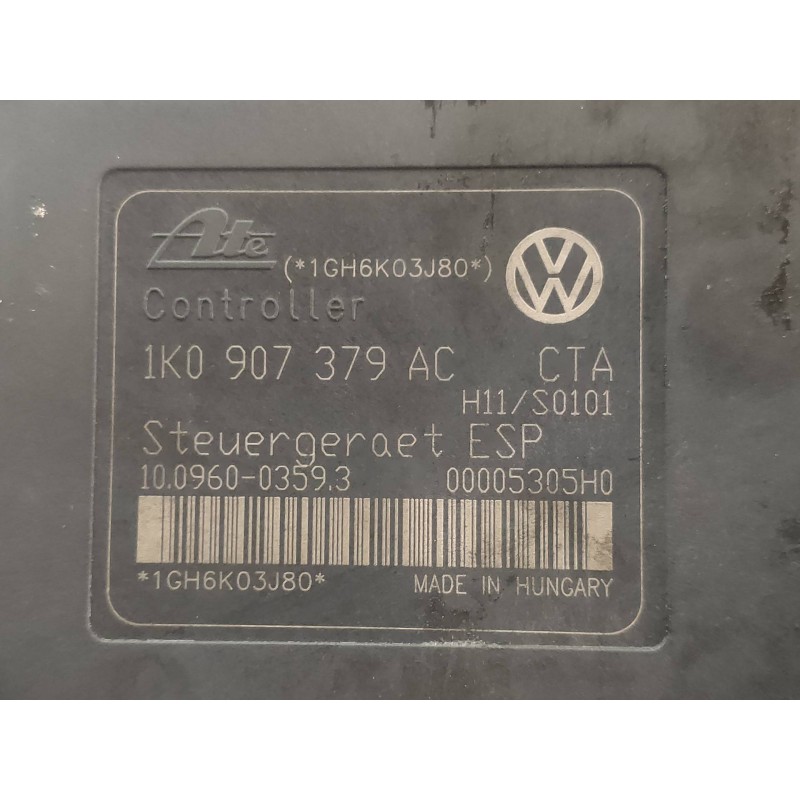 Ate (*1GH6K03J80*)
Controller
1K0 907 379 AC CTA
H11/S0101
Steuergeraet ESP
10.0960-0359.3 00005305H0
*1GH6K03J80* MADE IN HUNGARY